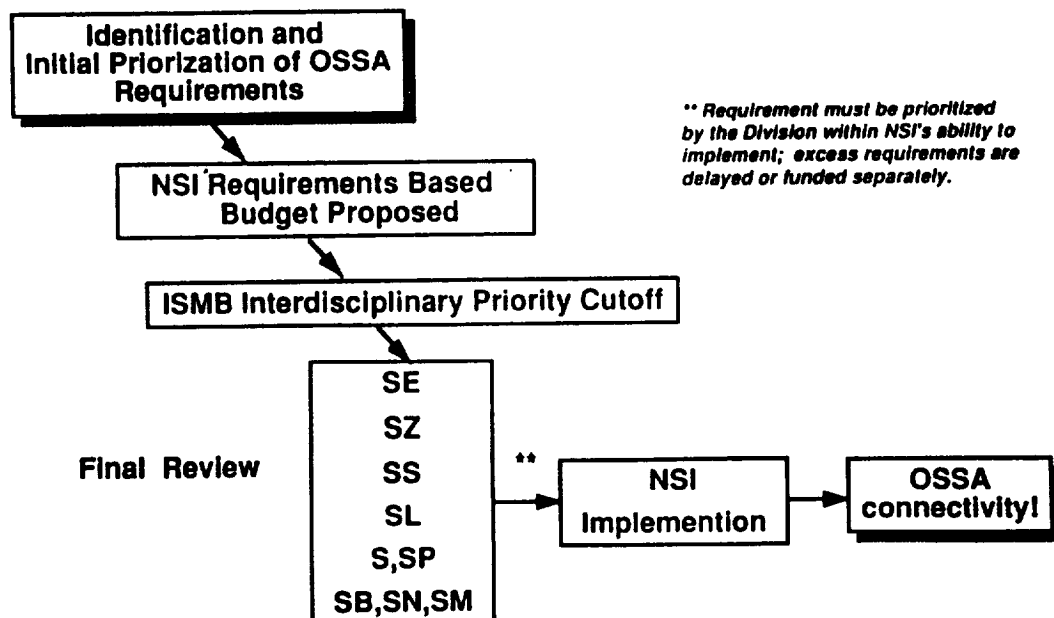 Identification and
Initial Priorization of OSSA
Requirements
** Requirement must be prioritized
by the Division within NSI's ability to
implement; excess requirements are
delayed or funded separately.
NSI Requirements Based
Budget Proposed
ISMB Interdisciplinary Priority Cutoff
Final Review
SE
SZ
SS
SL
S,SP
SB,SN,SM
**
NSI
Implemention
OSSA
connectivity!